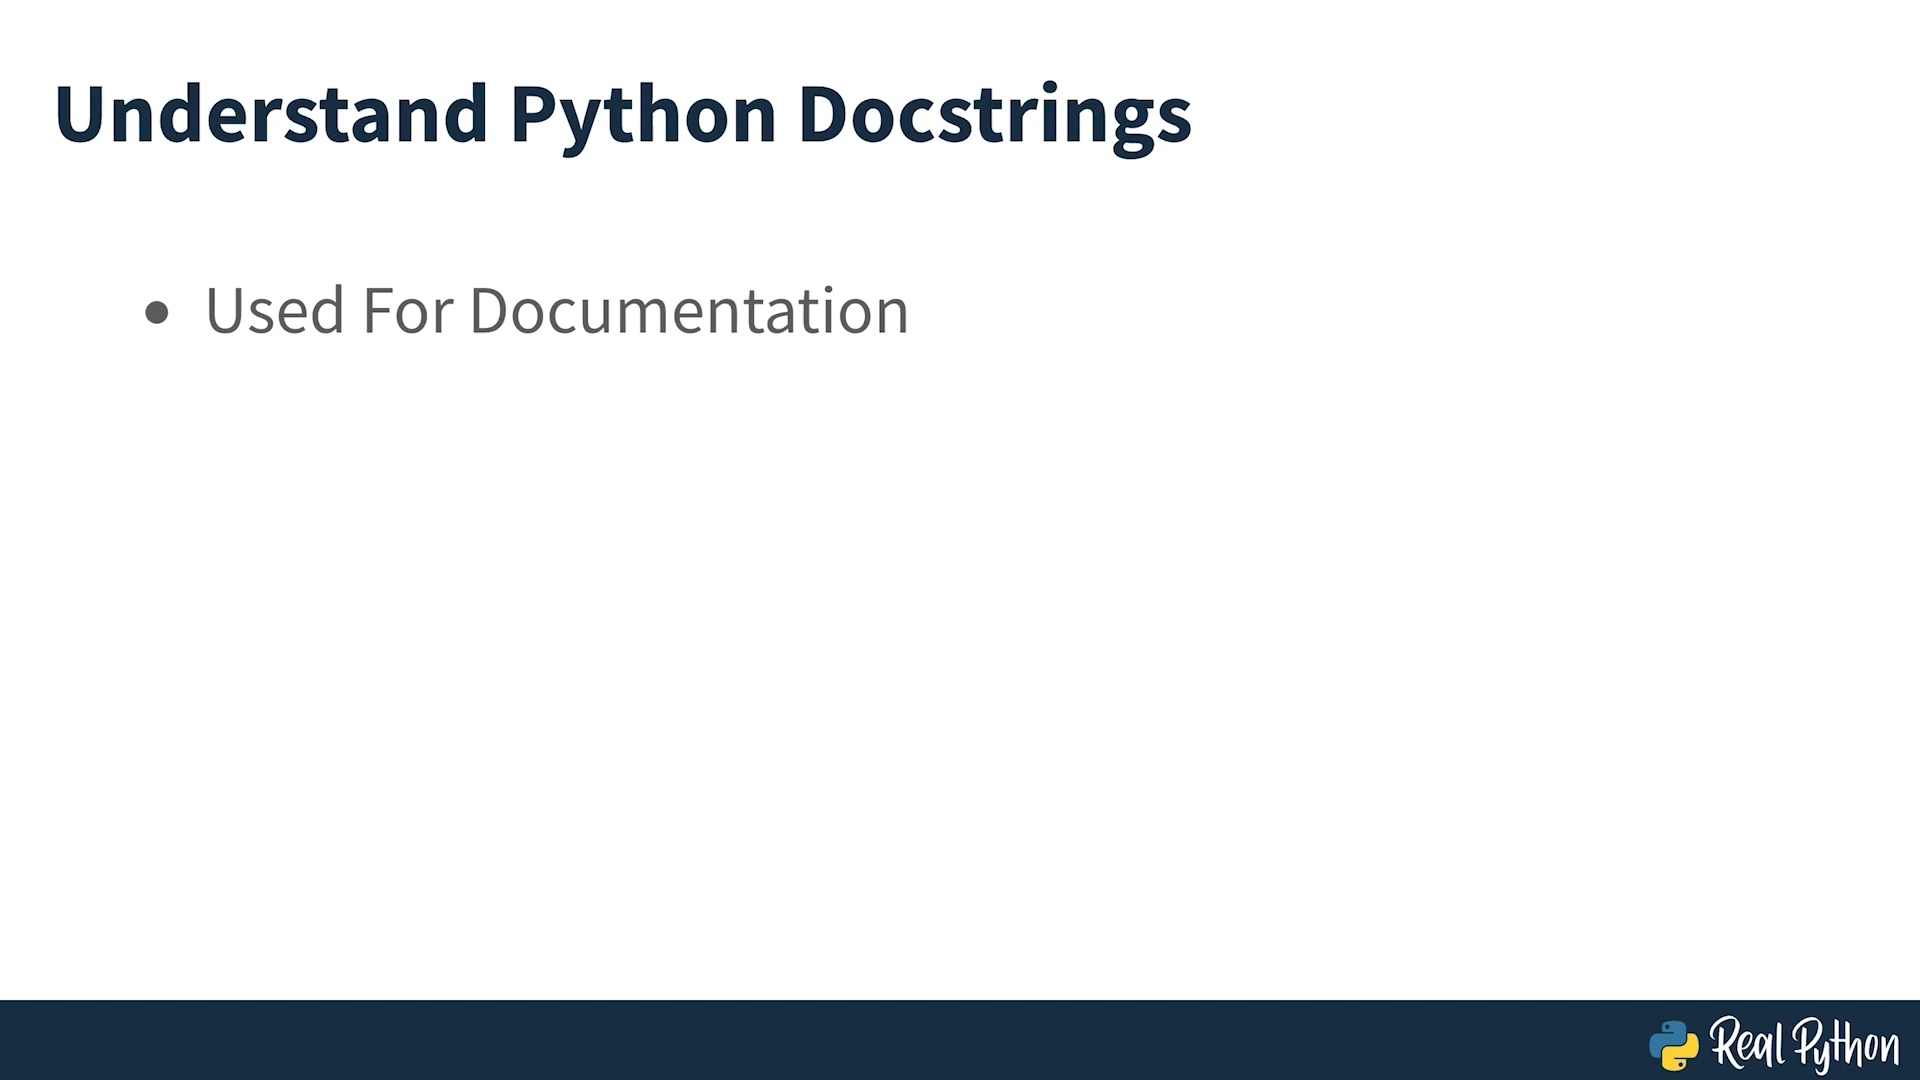 Understand Python Docstrings
• Used For Documentation
Real Python